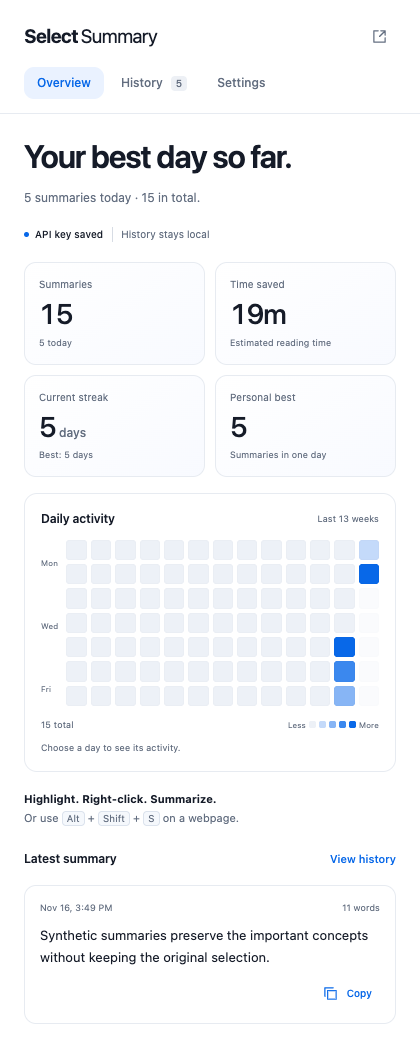 Select Summary
Overview History 5 Settings
Your best day so far.
5 summaries today · 15 in total.
API key saved History stays local
Summaries
15
5 today
Time saved
19m
Estimated reading time
Current streak
5 days
Best: 5 days
Personal best
5
Summaries in one day
Daily activity Last 13 weeks
Mon
Wed
Fri
15 total Less More
Choose a day to see its activity.
Highlight. Right-click. Summarize.
Or use Alt + Shift + S on a webpage.
Latest summary View history
Nov 16, 3:49 PM 11 words
Synthetic summaries preserve the important concepts
without keeping the original selection.
Copy